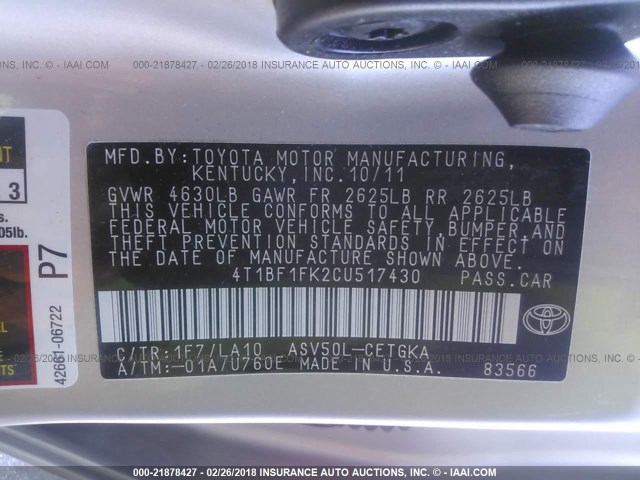 000-21878427 - 02/26/2018 INSURANCE AUTO AUCTIONS, INC. - IAAI.COM
MFD.BY:TOYOTA MOTOR MANUFACTURING,
KENTUCKY,INC.10/11
GVWR 4630LB GAWR FR 2625LB RR 2625LB
THIS VEHICLE CONFORMS TO ALL APPLICABLE
FEDERAL MOTOR VEHICLE SAFETY,BUMPER,AND
THEFT PREVENTION STANDARDS IN EFFECT ON
THE DATE OF MANUFACTURE SHOWN ABOVE.
4T1BF1FK2CU517430 PASS.CAR
C/TR:1F7/LA10 ASV50L-CETGKA
A/TM:-01A/U760E MADE IN U.S.A. 83566
TOYOTA
3
05lb.
P7
42661-06722
000-21878427 - 02/26/2018 INSURANCE AUTO AUCTIONS, INC. - IAAI.COM